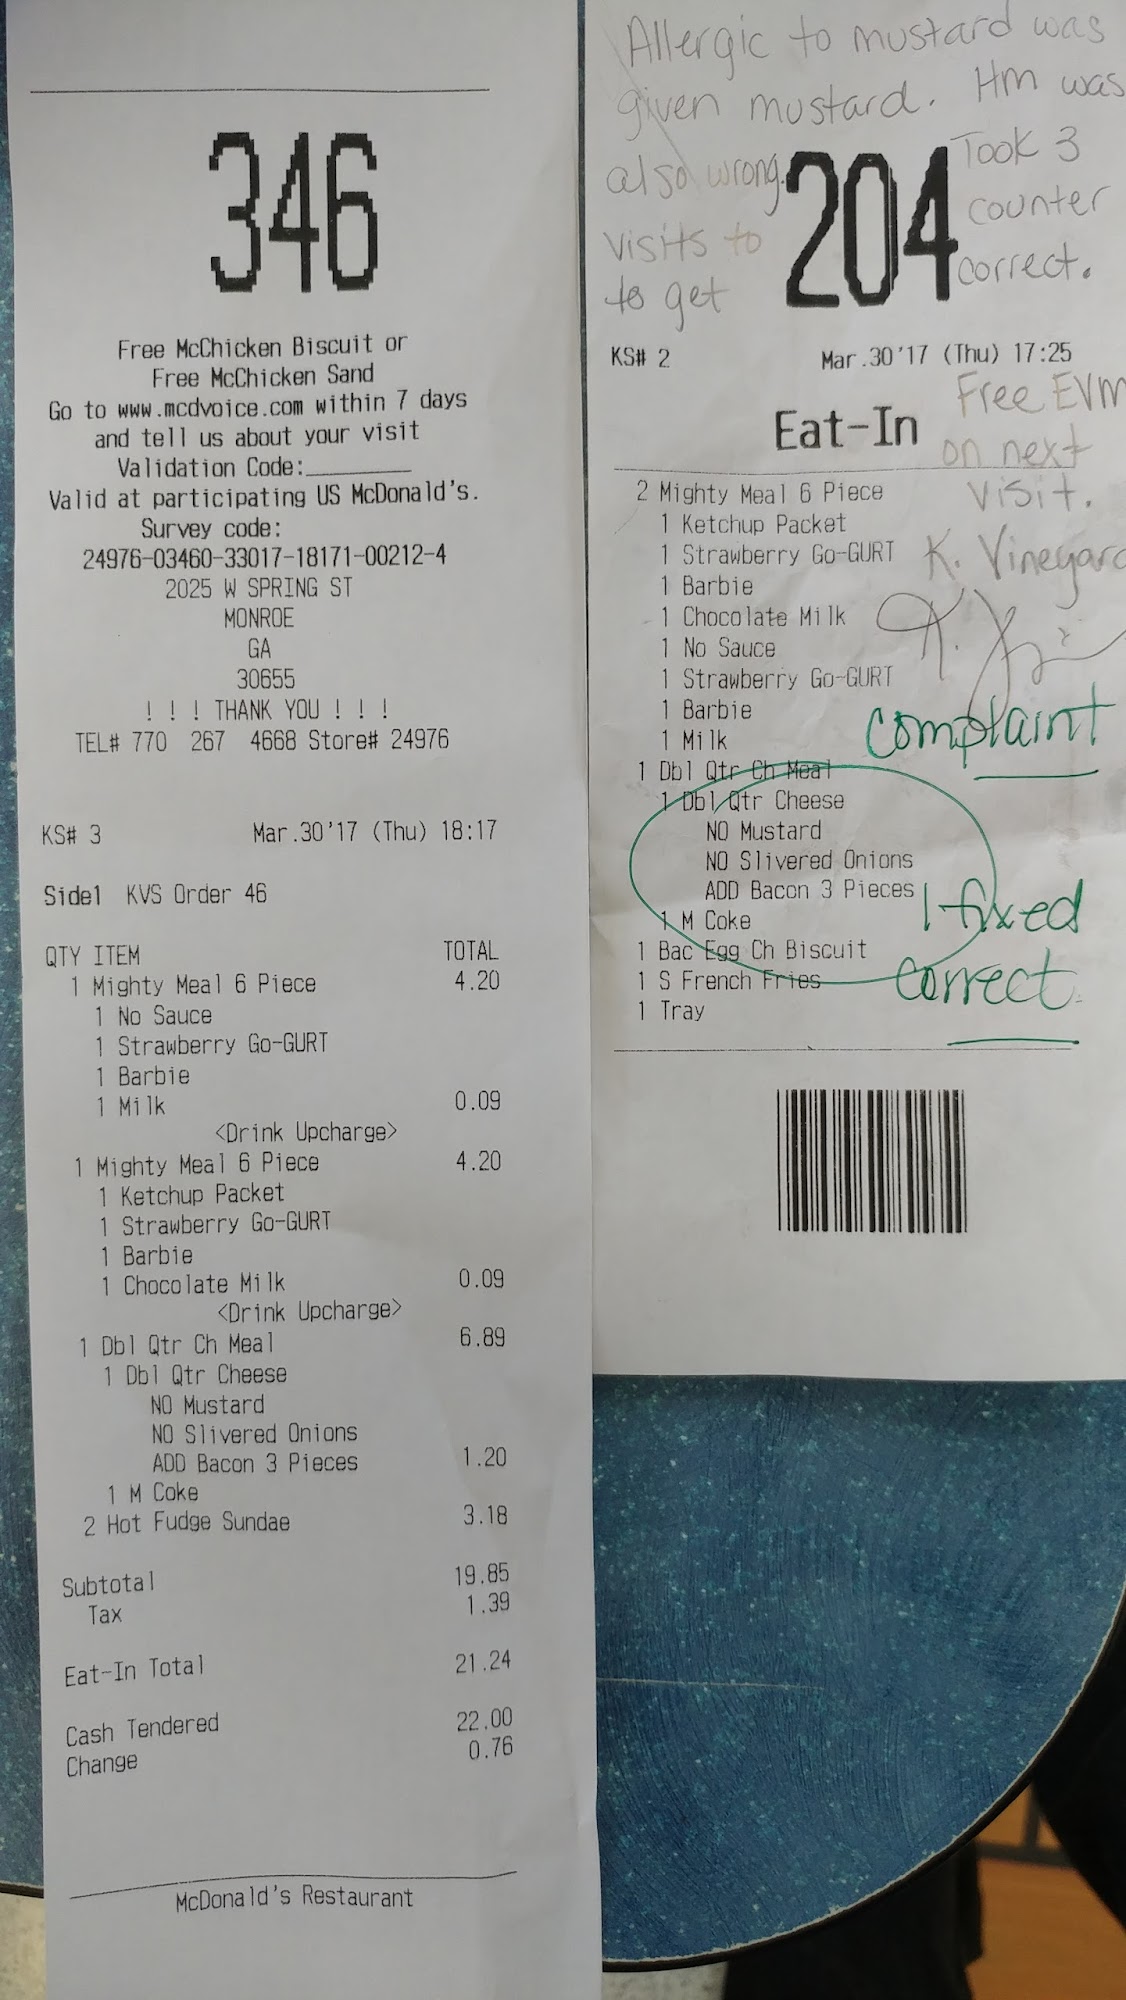 346
Free McChicken Biscuit or
Free McChicken Sand
Go to www.mcdvoice.com within 7 days
and tell us about your visit
Validation Code:__________
Valid at participating US McDonald's.
Survey code:
24976-03460-33017-18171-00212-4
2025 W SPRING ST
MONROE
GA
30655
! ! ! THANK YOU ! ! !
TEL# 770 267 4668 Store# 24976
KS# 3 Mar.30'17 (Thu) 18:17
Side1 KVS Order 46
QTY ITEM TOTAL
1 Mighty Meal 6 Piece 4.20
1 No Sauce
1 Strawberry Go-GURT
1 Barbie
1 Milk 0.09
<Drink Upcharge>
1 Mighty Meal 6 Piece 4.20
1 Ketchup Packet
1 Strawberry Go-GURT
1 Barbie
1 Chocolate Milk 0.09
<Drink Upcharge>
1 Dbl Qtr Ch Meal 6.89
1 Dbl Qtr Cheese
NO Mustard
NO Slivered Onions
ADD Bacon 3 Pieces 1.20
1 M Coke
2 Hot Fudge Sundae 3.18
Subtotal 19.85
Tax 1.39
Eat-In Total 21.24
Cash Tendered 22.00
Change 0.76
McDonald's Restaurant
Allergic to mustard was
given mustard. HM was
also wrong. Took 3
counter
visits to
to get correct.
204
KS# 2 Mar.30'17 (Thu) 17:25
Eat-In
Free EVM
on next
visit.
K. Vineyard
2 Mighty Meal 6 Piece
1 Ketchup Packet
1 Strawberry Go-GURT
1 Barbie
1 Chocolate Milk
1 No Sauce
1 Strawberry Go-GURT
1 Barbie
1 Milk
complaint
1 Dbl Qtr Ch Meal
1 Dbl Qtr Cheese
NO Mustard
NO Slivered Onions
ADD Bacon 3 Pieces
1 M Coke
1 Bac Egg Ch Biscuit
1 S French Fries
1 Tray
I fixed
correct.